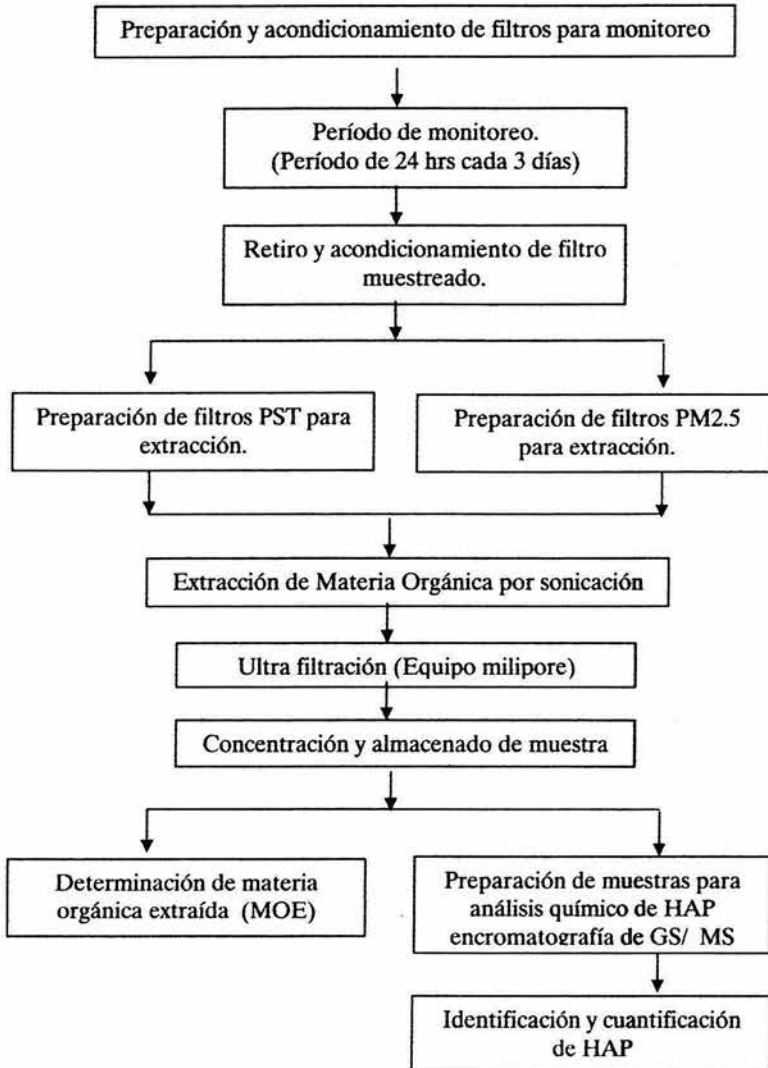 Preparación y acondicionamiento de filtros para monitoreo
Período de monitoreo.
(Período de 24 hrs cada 3 días)
Retiro y acondicionamiento de filtro
muestreado.
Preparación de filtros PST para
extracción.
Preparación de filtros PM2.5
para extracción.
Extracción de Materia Orgánica por sonicación
Ultra filtración (Equipo milipore)
Concentración y almacenado de muestra
Determinación de materia
orgánica extraída (MOE)
Preparación de muestras para
análisis químico de HAP
encromatografía de GS/ MS
Identificación y cuantificación
de HAP